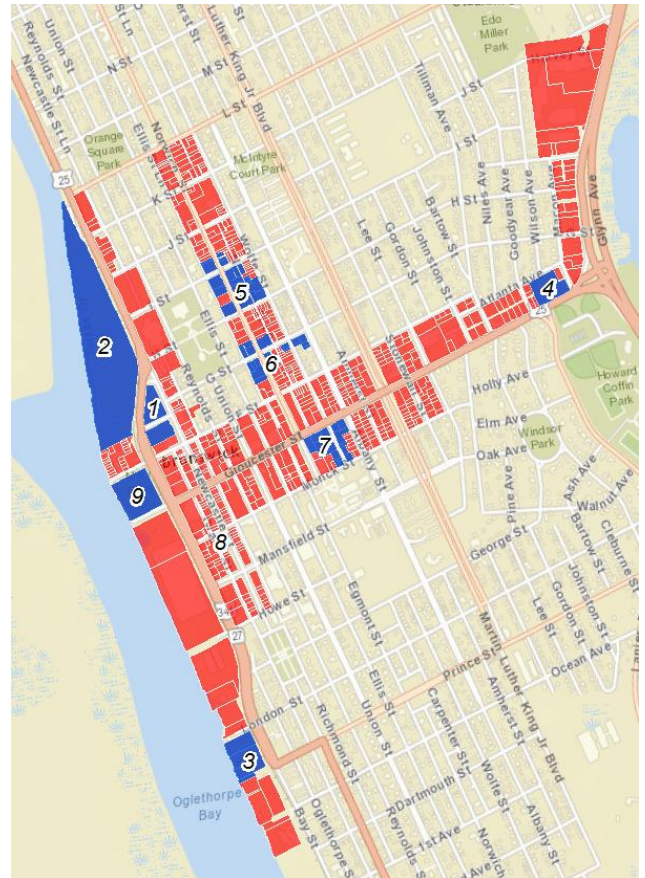 Union St
Reynolds St
Newcastle St Ln
N St
M St
L St
Luther King Jr Blvd
Edo
Miller
Park
Tillman Ave
J St
I St
H St
G St
Orange
Square
Park
McIntyre
Court Park
25
K St
J St
Ellis St
Wolfe St
Lee St
Gordon St
Johnston St
Bartow St
Niles Ave
Goodyear Ave
Wilson Ave
Glynn Ave
5
4
25
Atlanta Ave
2
6
Ellis St
G St
F St
Reynolds
Union St
1
Howard
Coffin
Park
Holly Ave
Elm Ave
Windsor
Park
Oak Ave
Pine Ave
Ash Ave
Walnut Ave
Gloucester St
7
Albany St
Monck St
9
8
Mansfield St
George St
Bartow St
Cleburne St
Johnston St
Gordon St
Lee St
Howe St
27
Egmont St
Prince St
Martin Luther King Jr Blvd
Ocean Ave
London St
Richmond St
Ellis St
Union St
Carpenter St
Amherst St
3
Oglethorpe
Bay
Dartmouth St
Wolfe St
Albany St
Bay St
Oglethorpe St
Reynolds St
1st Ave
Norwich